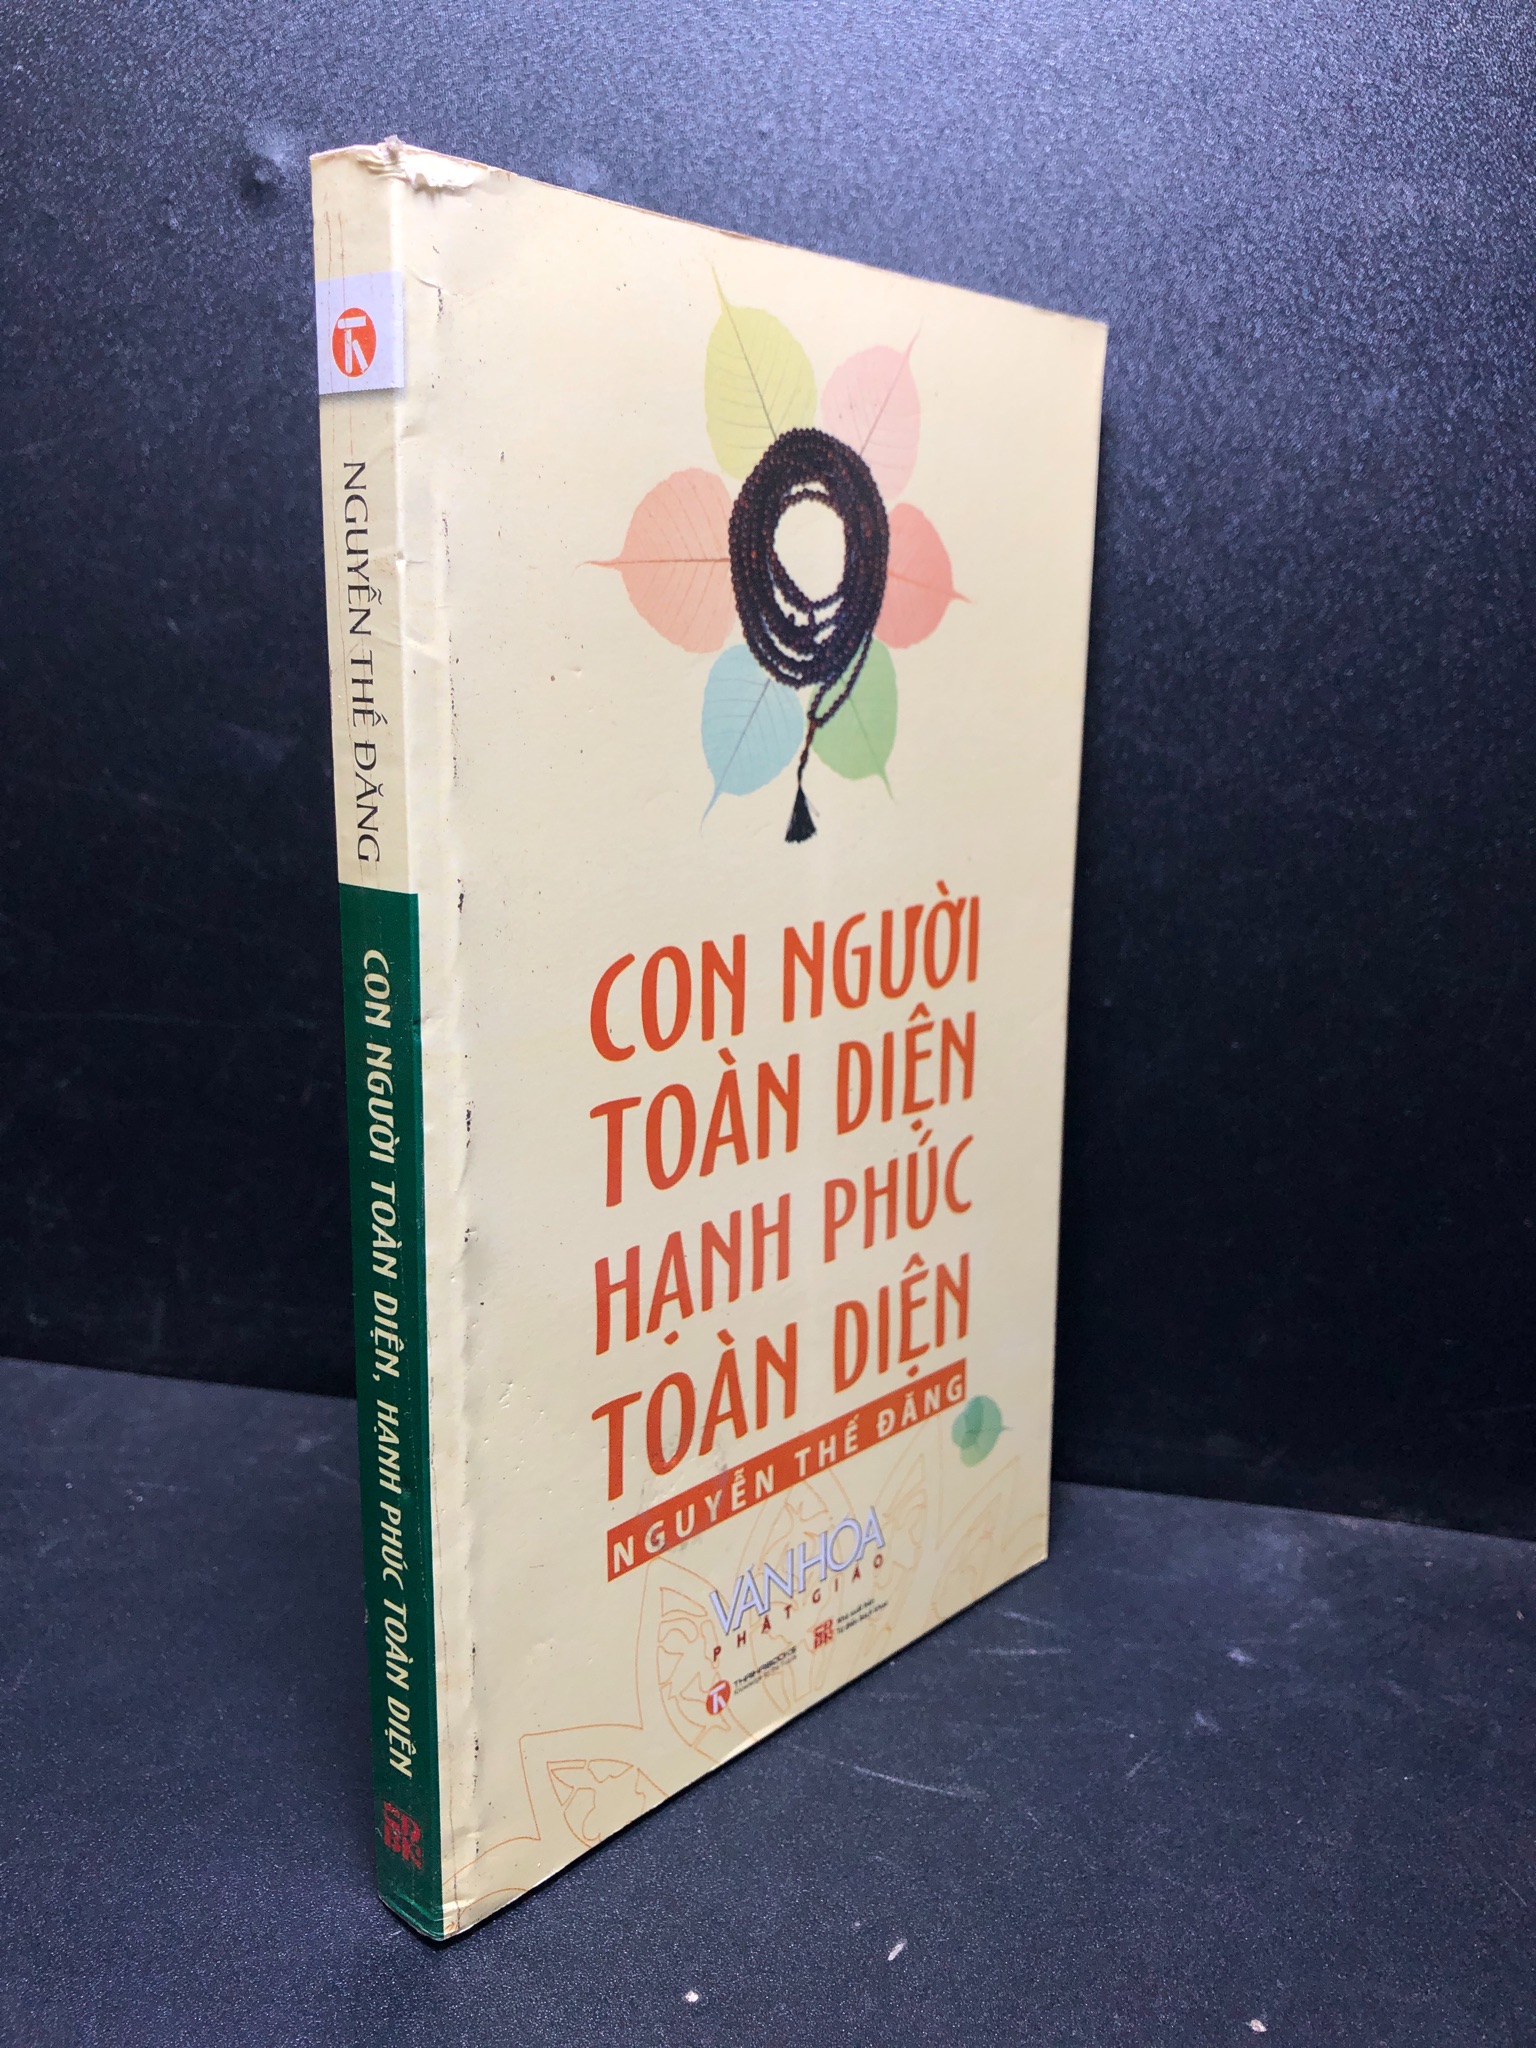 NGUYỄN THẾ ĐĂNG
CON NGƯỜI TOÀN DIỆN, HẠNH PHÚC TOÀN DIỆN
CON NGƯỜI
TOÀN DIỆN
HẠNH PHÚC
TOÀN DIỆN
NGUYỄN THẾ ĐĂNG
VĂN HÓA
PHẬT GIÁO
THAIHABOOKS